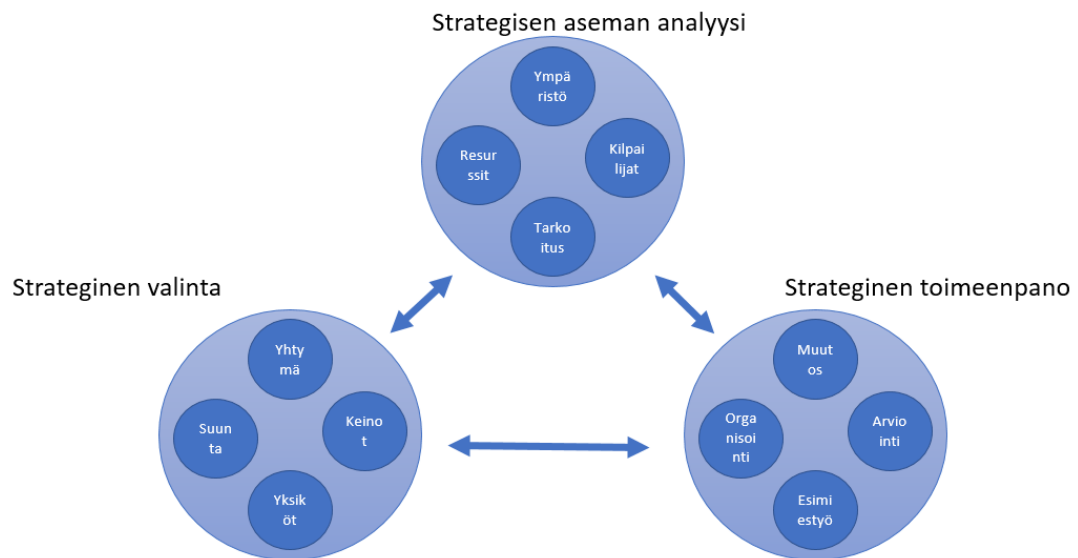 Strategisen aseman analyysi
Ympä
ristö
Resur
ssit
Kilpai
lijat
Tarko
itus
Strateginen valinta
Yhty
mä
Suun
ta
Keino
t
Yksik
öt
Strateginen toimeenpano
Muut
os
Orga
nisoi
nti
Arvio
inti
Esimi
estyö